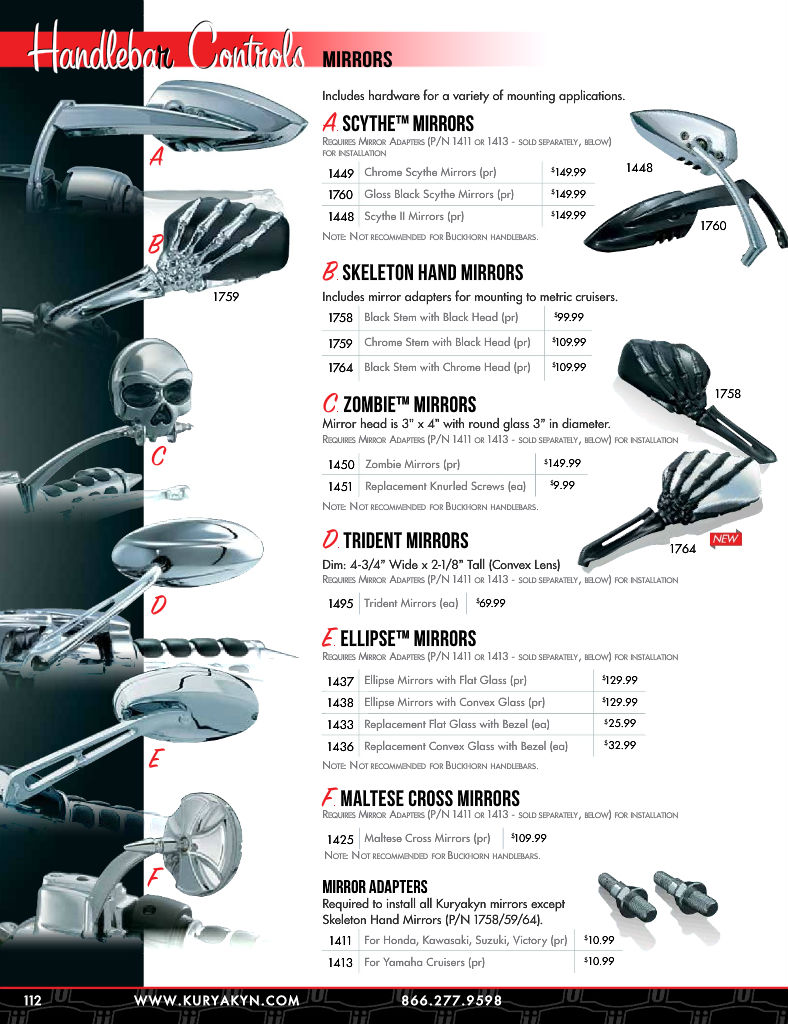 Handlebar Controls MIRRORS
Includes hardware for a variety of mounting applications.
A. SCYTHE™ MIRRORS
REQUIRES MIRROR ADAPTERS (P/N 1411 OR 1413 - SOLD SEPARATELY, BELOW)
FOR INSTALLATION
1449 Chrome Scythe Mirrors (pr) $149.99
1760 Gloss Black Scythe Mirrors (pr) $149.99
1448 Scythe II Mirrors (pr) $149.99
NOTE: NOT RECOMMENDED FOR BUCKHORN HANDLEBARS.
A
1448
1760
B. SKELETON HAND MIRRORS
Includes mirror adapters for mounting to metric cruisers.
1758 Black Stem with Black Head (pr) $99.99
1759 Chrome Stem with Black Head (pr) $109.99
1764 Black Stem with Chrome Head (pr) $109.99
B
1759
1758
1764
NEW
C. ZOMBIE™ MIRRORS
Mirror head is 3" x 4" with round glass 3" in diameter.
REQUIRES MIRROR ADAPTERS (P/N 1411 OR 1413 - SOLD SEPARATELY, BELOW) FOR INSTALLATION
1450 Zombie Mirrors (pr) $149.99
1451 Replacement Knurled Screws (ea) $9.99
NOTE: NOT RECOMMENDED FOR BUCKHORN HANDLEBARS.
C
D. TRIDENT MIRRORS
Dim: 4-3/4" Wide x 2-1/8" Tall (Convex Lens)
REQUIRES MIRROR ADAPTERS (P/N 1411 OR 1413 - SOLD SEPARATELY, BELOW) FOR INSTALLATION
1495 Trident Mirrors (ea) $69.99
D
E. ELLIPSE™ MIRRORS
REQUIRES MIRROR ADAPTERS (P/N 1411 OR 1413 - SOLD SEPARATELY, BELOW) FOR INSTALLATION
1437 Ellipse Mirrors with Flat Glass (pr) $129.99
1438 Ellipse Mirrors with Convex Glass (pr) $129.99
1433 Replacement Flat Glass with Bezel (ea) $25.99
1436 Replacement Convex Glass with Bezel (ea) $32.99
NOTE: NOT RECOMMENDED FOR BUCKHORN HANDLEBARS.
E
F. MALTESE CROSS MIRRORS
REQUIRES MIRROR ADAPTERS (P/N 1411 OR 1413 - SOLD SEPARATELY, BELOW) FOR INSTALLATION
1425 Maltese Cross Mirrors (pr) $109.99
NOTE: NOT RECOMMENDED FOR BUCKHORN HANDLEBARS.
F
MIRROR ADAPTERS
Required to install all Kuryakyn mirrors except
Skeleton Hand Mirrors (P/N 1758/59/64).
1411 For Honda, Kawasaki, Suzuki, Victory (pr) $10.99
1413 For Yamaha Cruisers (pr) $10.99
112 WWW.KURYAKYN.COM 866.277.9598